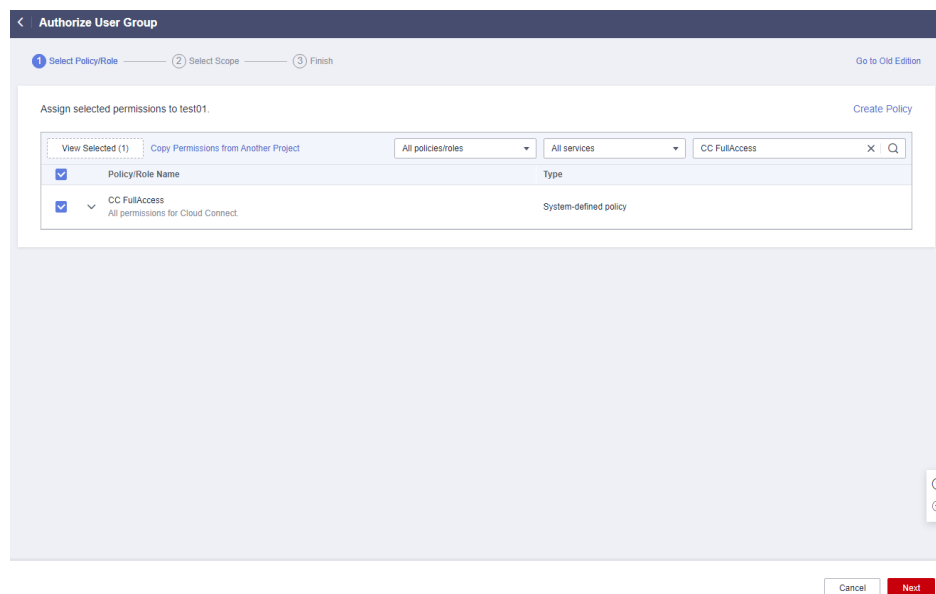 Authorize User Group
1 Select Policy/Role 2 Select Scope 3 Finish Go to Old Edition
Assign selected permissions to test01. Create Policy
View Selected (1) Copy Permissions from Another Project All policies/roles All services CC FullAccess
Policy/Role Name Type
CC FullAccess
All permissions for Cloud Connect.
System-defined policy
Cancel Next